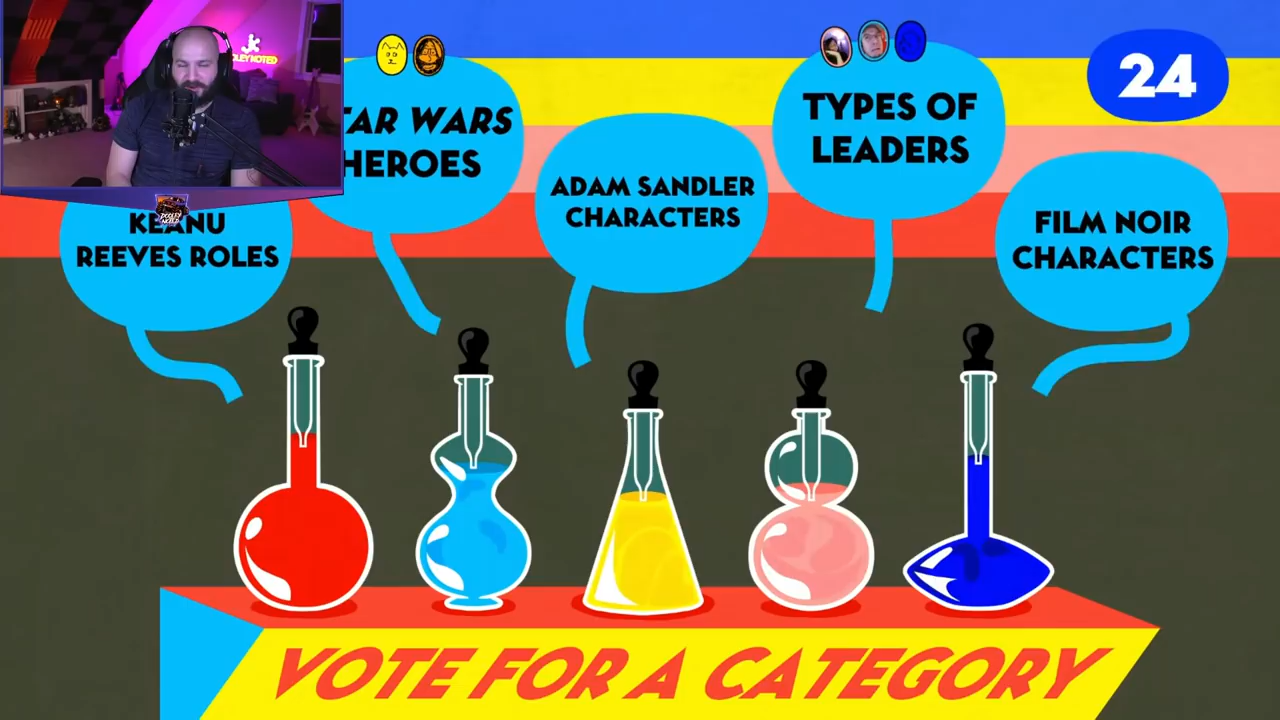 24
TAR WARS
HEROES
TYPES OF
LEADERS
ADAM SANDLER
CHARACTERS
KEANU
REEVES ROLES
FILM NOIR
CHARACTERS
VOTE FOR A CATEGORY